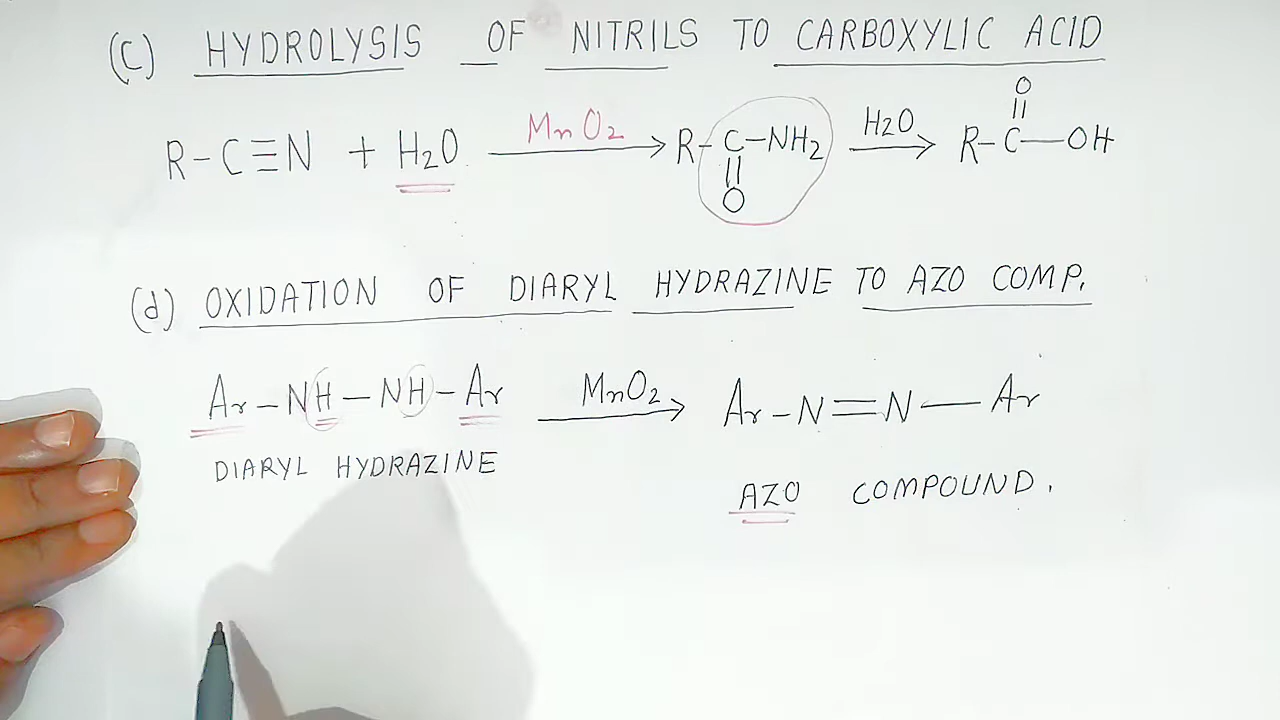 (C) HYDROLYSIS OF NITRILS TO CARBOXYLIC ACID
R-C≡N + H2O MnO2 → R-C(=O)-NH2 H2O → R-C(=O)-OH
(d) OXIDATION OF DIARYL HYDRAZINE TO AZO COMP.
Ar-NH-NH-Ar MnO2 → Ar-N=N-Ar
DIARYL HYDRAZINE
AZO COMPOUND.